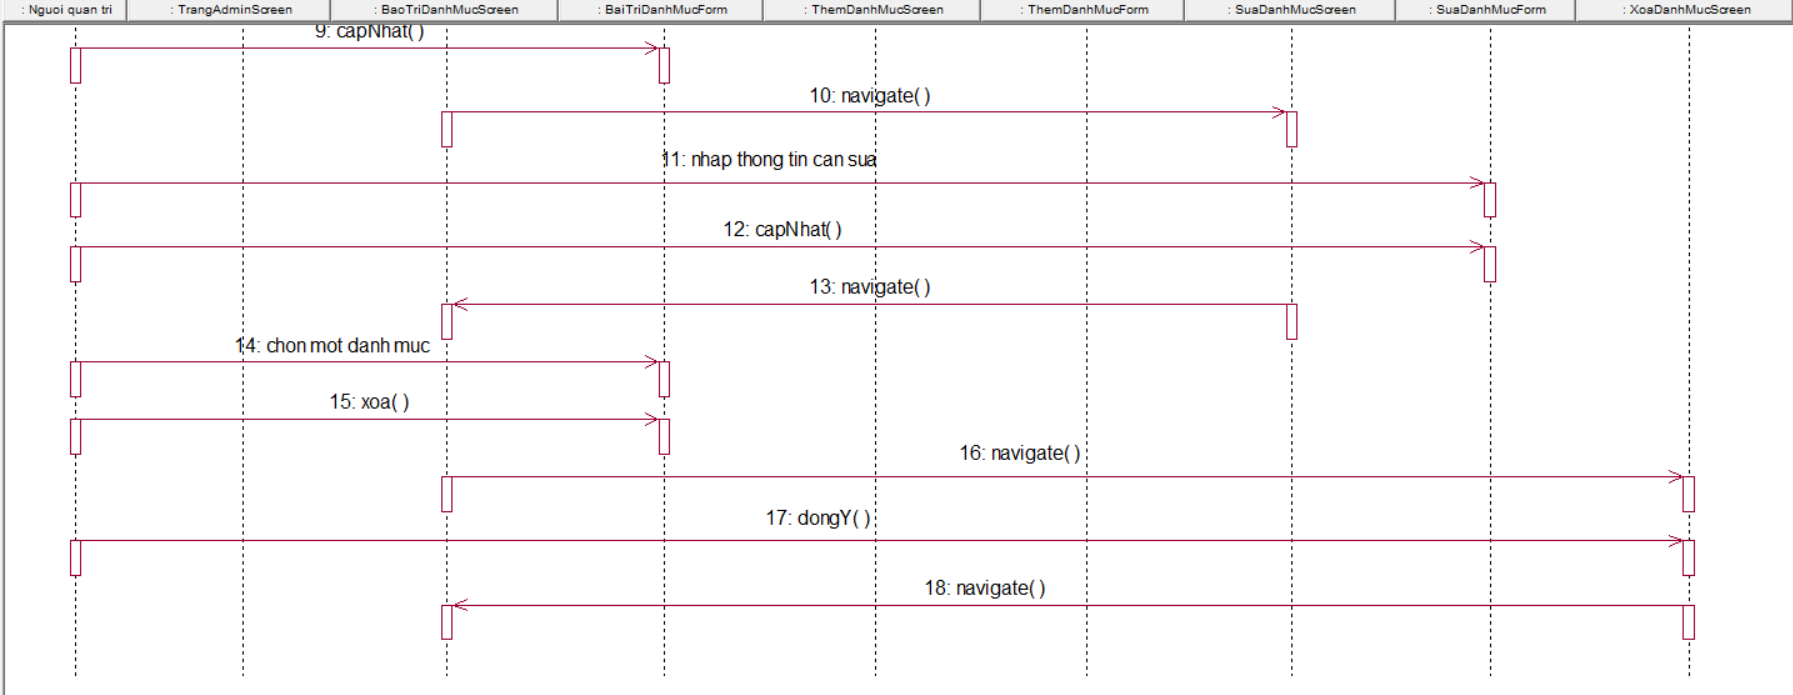 : Nguoi quan tri
: TrangAdminScreen
: BaoTriDanhMucScreen
: BaiTriDanhMucForm
: ThemDanhMucScreen
: ThemDanhMucForm
: SuaDanhMucScreen
: SuaDanhMucForm
: XoaDanhMucScreen
9: capNhat( )
10: navigate( )
11: nhap thong tin can sua
12: capNhat( )
13: navigate( )
14: chon mot danh muc
15: xoa( )
16: navigate( )
17: dongY( )
18: navigate( )